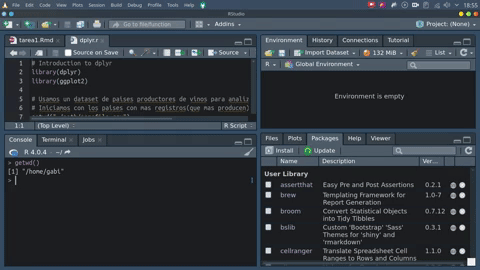 File Edit Code View Plots Session Build Debug Profile Tools Help
18:55
RStudio
Go to file/function
Addins
Project: (None)
tarea1.Rmd
dplyr.r
Source on Save
1 # Introduction to dplyr
2 library(dplyr)
3 library(ggplot2)
4
5 # Usamos un dataset de paises productores de vinos para analiz
6 # Iniciamos con los paises con mas registros(que mas producen)
7
1:1 (Top Level) R Script
Console Terminal Jobs
R 4.0.4 · ~/
> getwd()
[1] "/home/gabi"
>
Environment History Connections Tutorial
Import Dataset 132 MiB List
R Global Environment
Environment is empty
Files Plots Packages Help Viewer
Install Update
Name Description Ver...
User Library
assertthat Easy Pre and Post Assertions 0.2.1
brew Templating Framework for Report Generation 1.0-7
broom Convert Statistical Objects into Tidy Tibbles 0.7.12
bslib Custom 'Bootstrap' 'Sass' Themes for 'shiny' and 'rmarkdown' 0.3.1
cellranger Translate Spreadsheet Cell Ranges to Rows and Columns 1.1.0